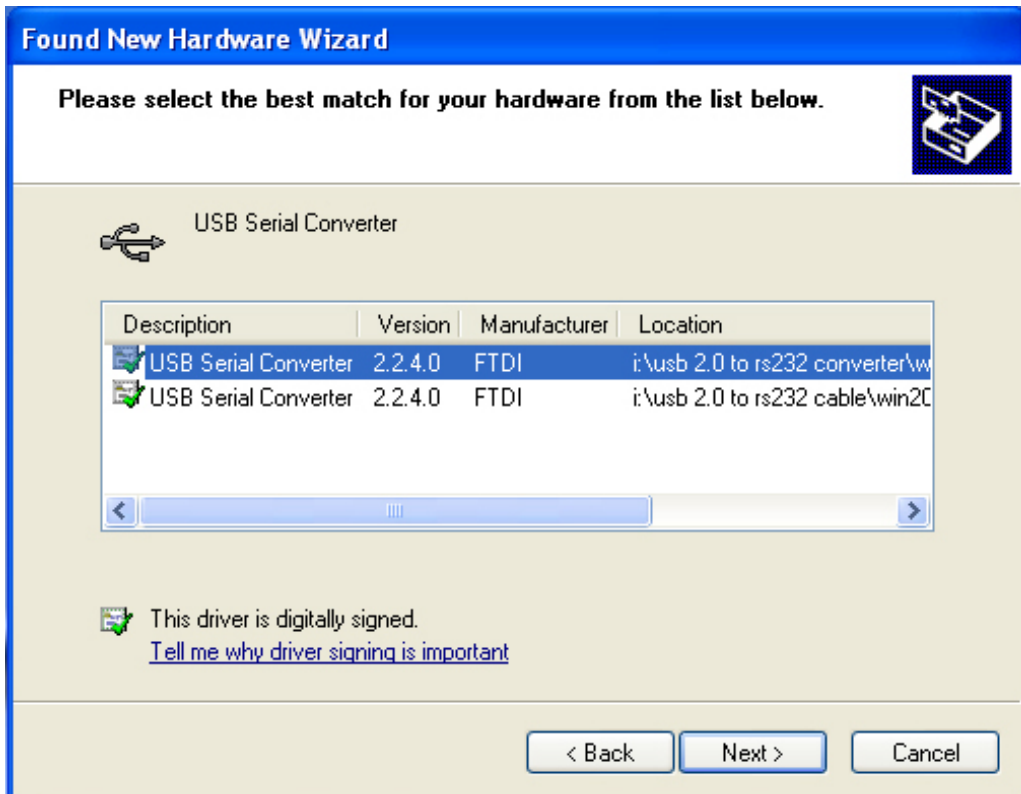 Found New Hardware Wizard
Please select the best match for your hardware from the list below.
USB Serial Converter
Description Version Manufacturer Location
USB Serial Converter 2.2.4.0 FTDI i:\usb 2.0 to rs232 converter\w
USB Serial Converter 2.2.4.0 FTDI i:\usb 2.0 to rs232 cable\win20
This driver is digitally signed.
Tell me why driver signing is important
< Back Next > Cancel